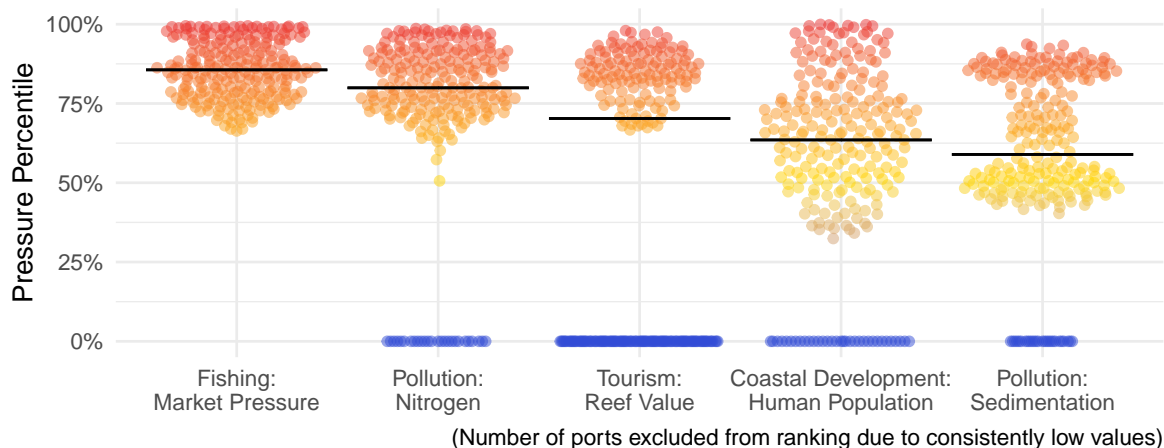 100%
75%
50%
25%
0%
Pressure Percentile
Fishing:
Market Pressure
Pollution:
Nitrogen
Tourism:
Reef Value
Coastal Development:
Human Population
Pollution:
Sedimentation
(Number of ports excluded from ranking due to consistently low values)